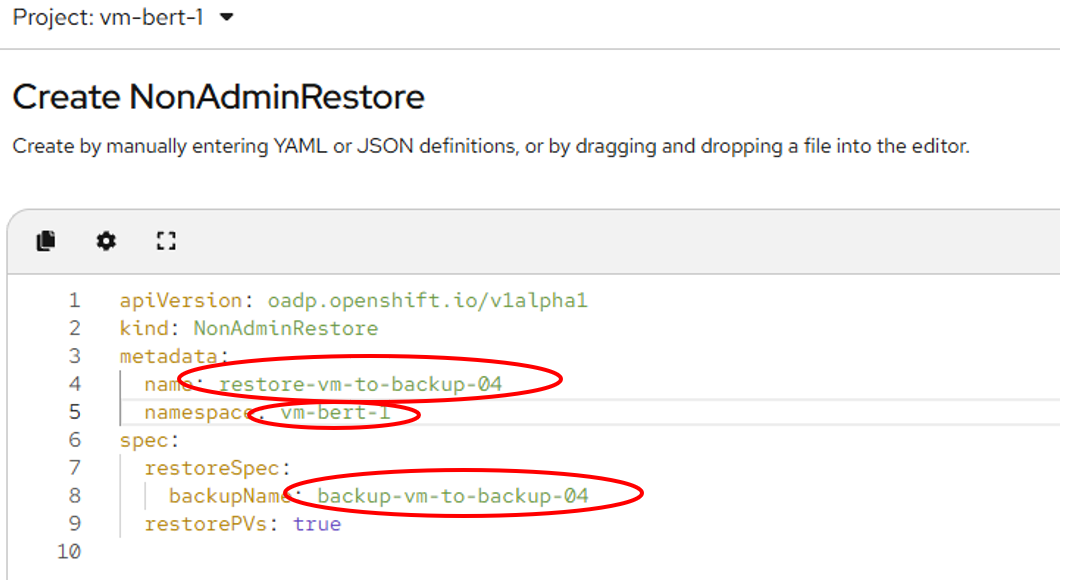 Project: vm-bert-1
Create NonAdminRestore
Create by manually entering YAML or JSON definitions, or by dragging and dropping a file into the editor.
1 apiVersion: oadp.openshift.io/v1alpha1
2 kind: NonAdminRestore
3 metadata:
4 name: restore-vm-to-backup-04
5 namespace: vm-bert-1
6 spec:
7 restoreSpec:
8 backupName: backup-vm-to-backup-04
9 restorePVs: true
10